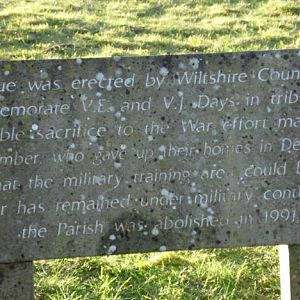 ue was erected by Wiltshire Coun
emorate V.E. and V.J. Days: in trib
ble sacrifice to the War effort ma
mber, who gave up their homes in De
hat the military training area could b
r has remained under military cont
the Parish was abolished in 1991